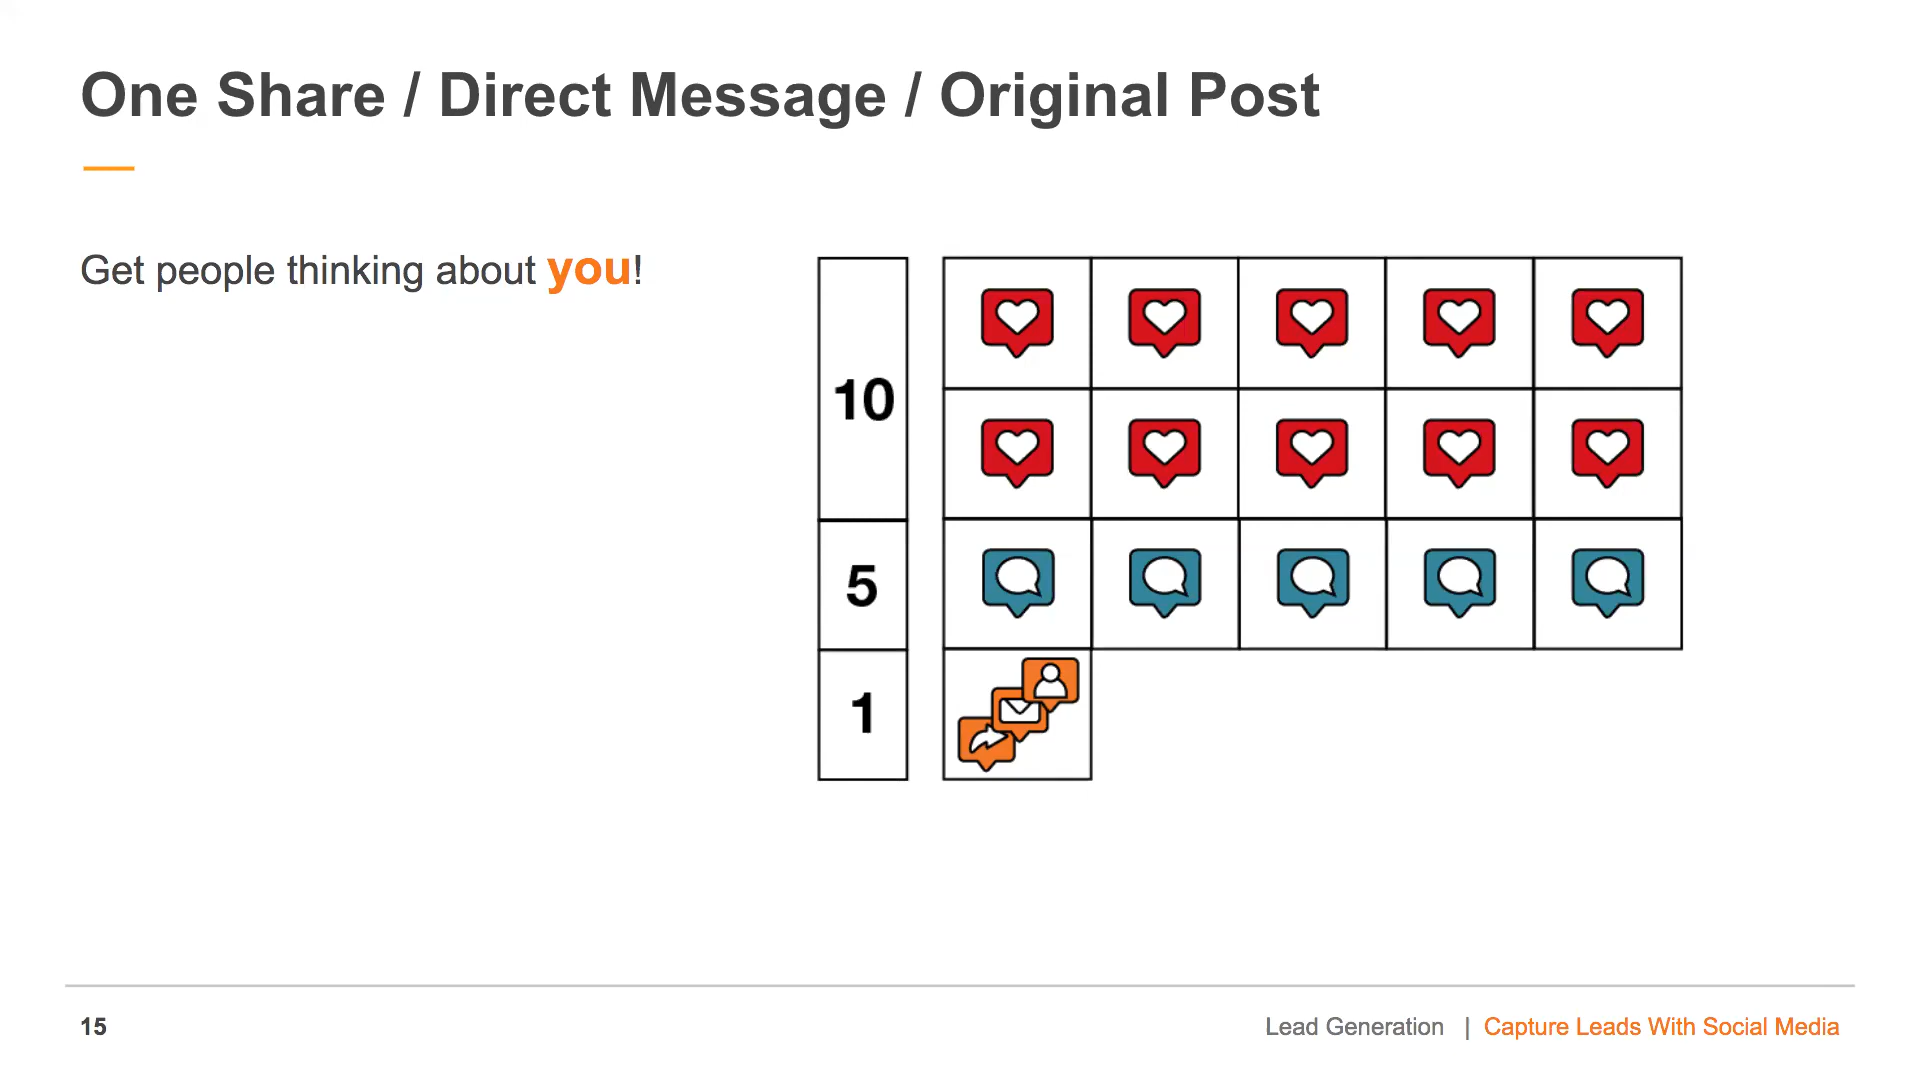 One Share / Direct Message / Original Post
Get people thinking about you!
10
5
1
15
Lead Generation | Capture Leads With Social Media